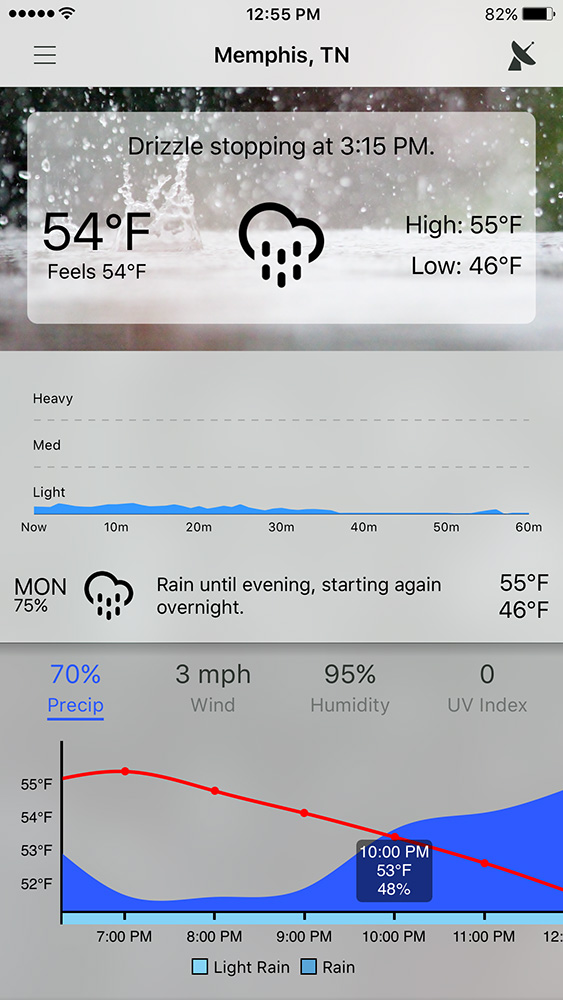 12:55 PM 82%
Memphis, TN
Drizzle stopping at 3:15 PM.
54°F
Feels 54°F
High: 55°F
Low: 46°F
Heavy
Med
Light
Now 10m 20m 30m 40m 50m 60m
MON
75%
Rain until evening, starting again
overnight.
55°F
46°F
70% 3 mph 95% 0
Precip Wind Humidity UV Index
55°F
54°F
53°F
52°F
10:00 PM
53°F
48%
7:00 PM 8:00 PM 9:00 PM 10:00 PM 11:00 PM 12:
Light Rain Rain